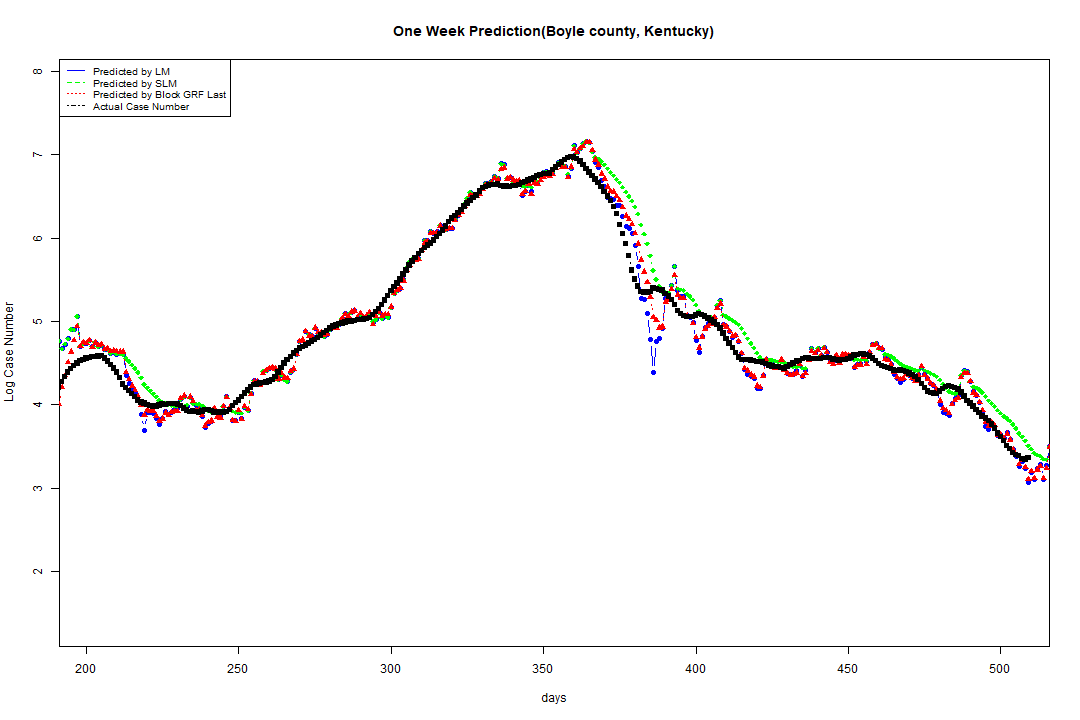 One Week Prediction(Boyle county, Kentucky)
Predicted by LM
Predicted by SLM
Predicted by Block GRF Last
Actual Case Number
Log Case Number
8
7
6
5
4
3
2
200 250 300 350 400 450 500
days